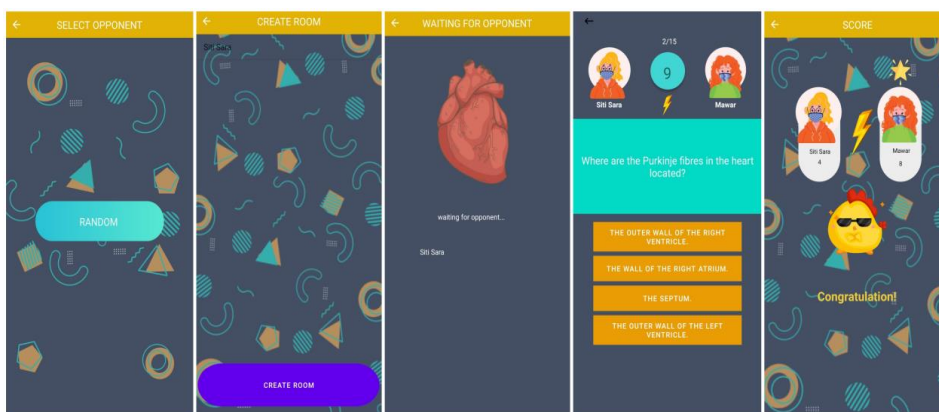 SELECT OPPONENT
RANDOM
CREATE ROOM
Siti Sara
CREATE ROOM
WAITING FOR OPPONENT
waiting for opponent...
Siti Sara
2/15
9
Siti Sara
Mawar
Where are the Purkinje fibres in the heart
located?
THE OUTER WALL OF THE RIGHT
VENTRICLE.
THE WALL OF THE RIGHT ATRIUM.
THE SEPTUM.
THE OUTER WALL OF THE LEFT
VENTRICLE.
SCORE
Siti Sara
4
Mawar
8
Congratulation!